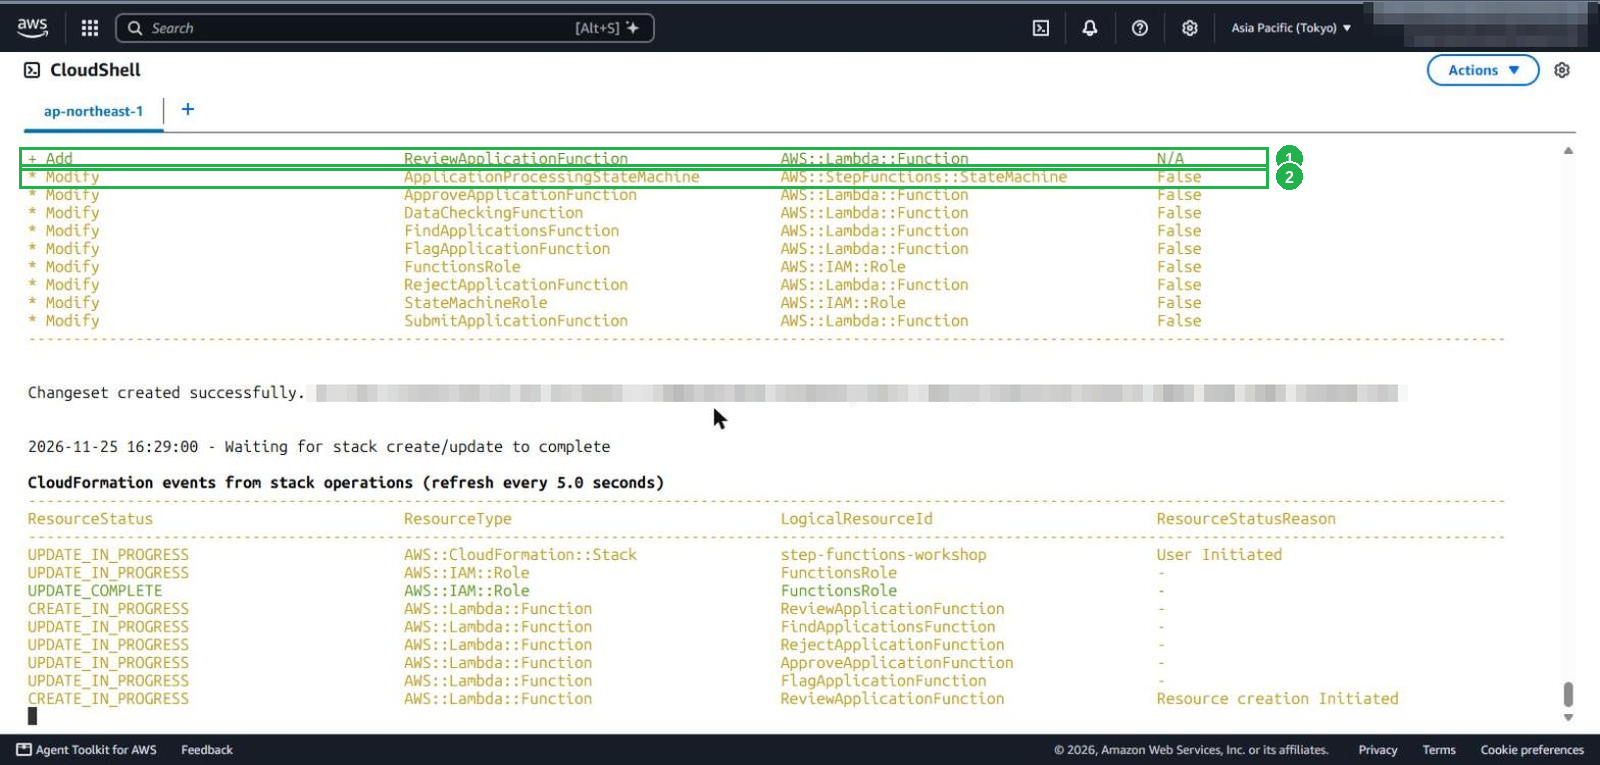 aws Search [Alt+S] Asia Pacific (Tokyo)
CloudShell Actions
ap-northeast-1 +
+ Add ReviewApplicationFunction AWS::Lambda::Function N/A 1
* Modify ApplicationProcessingStateMachine AWS::StepFunctions::StateMachine False 2
* Modify ApproveApplicationFunction AWS::Lambda::Function False
* Modify DataCheckingFunction AWS::Lambda::Function False
* Modify FindApplicationsFunction AWS::Lambda::Function False
* Modify FlagApplicationFunction AWS::Lambda::Function False
* Modify FunctionsRole AWS::IAM::Role False
* Modify RejectApplicationFunction AWS::Lambda::Function False
* Modify StateMachineRole AWS::IAM::Role False
* Modify SubmitApplicationFunction AWS::Lambda::Function False
Changeset created successfully.
2026-11-25 16:29:00 - Waiting for stack create/update to complete
CloudFormation events from stack operations (refresh every 5.0 seconds)
ResourceStatus ResourceType LogicalResourceId ResourceStatusReason
UPDATE_IN_PROGRESS AWS::CloudFormation::Stack step-functions-workshop User Initiated
UPDATE_IN_PROGRESS AWS::IAM::Role FunctionsRole -
UPDATE_COMPLETE AWS::IAM::Role FunctionsRole -
CREATE_IN_PROGRESS AWS::Lambda::Function ReviewApplicationFunction -
UPDATE_IN_PROGRESS AWS::Lambda::Function FindApplicationsFunction -
UPDATE_IN_PROGRESS AWS::Lambda::Function RejectApplicationFunction -
UPDATE_IN_PROGRESS AWS::Lambda::Function ApproveApplicationFunction -
UPDATE_IN_PROGRESS AWS::Lambda::Function FlagApplicationFunction -
CREATE_IN_PROGRESS AWS::Lambda::Function ReviewApplicationFunction Resource creation Initiated
Agent Toolkit for AWS Feedback © 2026, Amazon Web Services, Inc. or its affiliates. Privacy Terms Cookie preferences